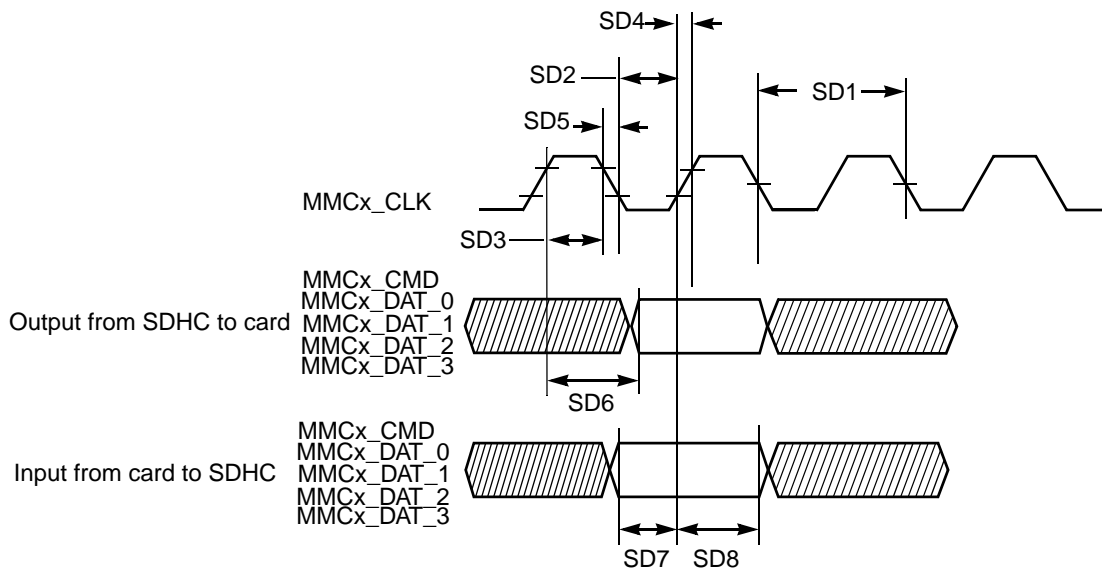 SD4
SD2
SD1
SD5
MMCx_CLK
SD3
MMCx_CMD
MMCx_DAT_0
Output from SDHC to card
MMCx_DAT_1
MMCx_DAT_2
MMCx_DAT_3
SD6
MMCx_CMD
MMCx_DAT_0
Input from card to SDHC
MMCx_DAT_1
MMCx_DAT_2
MMCx_DAT_3
SD7
SD8